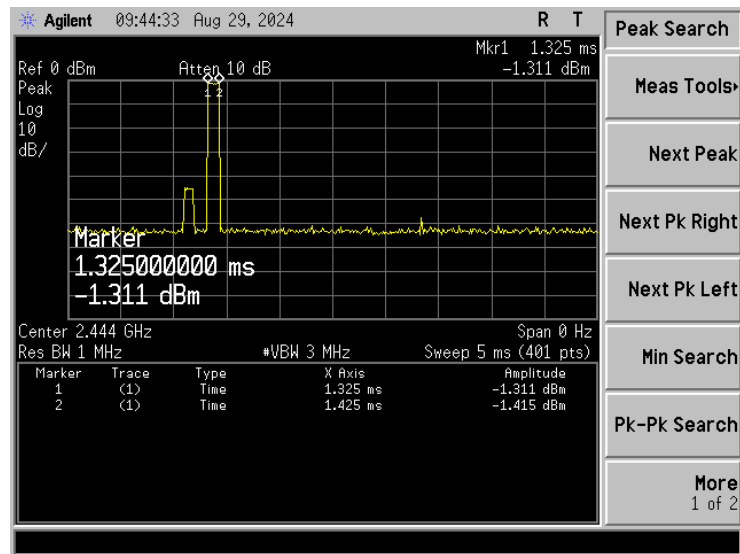 Agilent 09:44:33 Aug 29, 2024 R T
Mkr1 1.325 ms
Ref 0 dBm Atten 10 dB -1.311 dBm
Peak
Log
10
dB/
1 2
Marker
1.325000000 ms
-1.311 dBm
Center 2.444 GHz Span 0 Hz
Res BW 1 MHz #VBW 3 MHz Sweep 5 ms (401 pts)
Marker Trace Type X Axis Amplitude
1 (1) Time 1.325 ms -1.311 dBm
2 (1) Time 1.425 ms -1.415 dBm
Peak Search
Meas Tools
Next Peak
Next Pk Right
Next Pk Left
Min Search
Pk-Pk Search
More
1 of 2